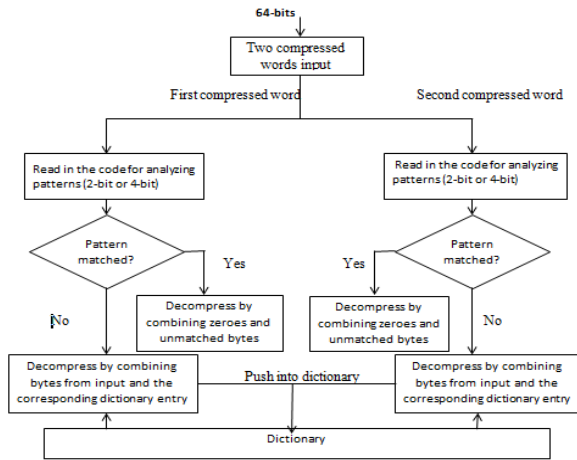 64-bits
Two compressed
words input
First compressed word
Second compressed word
Read in the code for analyzing
patterns (2-bit or 4-bit)
Read in the code for analyzing
patterns (2-bit or 4-bit)
Pattern
matched?
Pattern
matched?
Yes
Yes
Decompress by
combining zeroes and
unmatched bytes
Decompress by
combining zeroes and
unmatched bytes
No
No
Decompress by combining
bytes from input and the
corresponding dictionary entry
Push into dictionary
Decompress by combining
bytes from input and the
corresponding dictionary entry
Dictionary